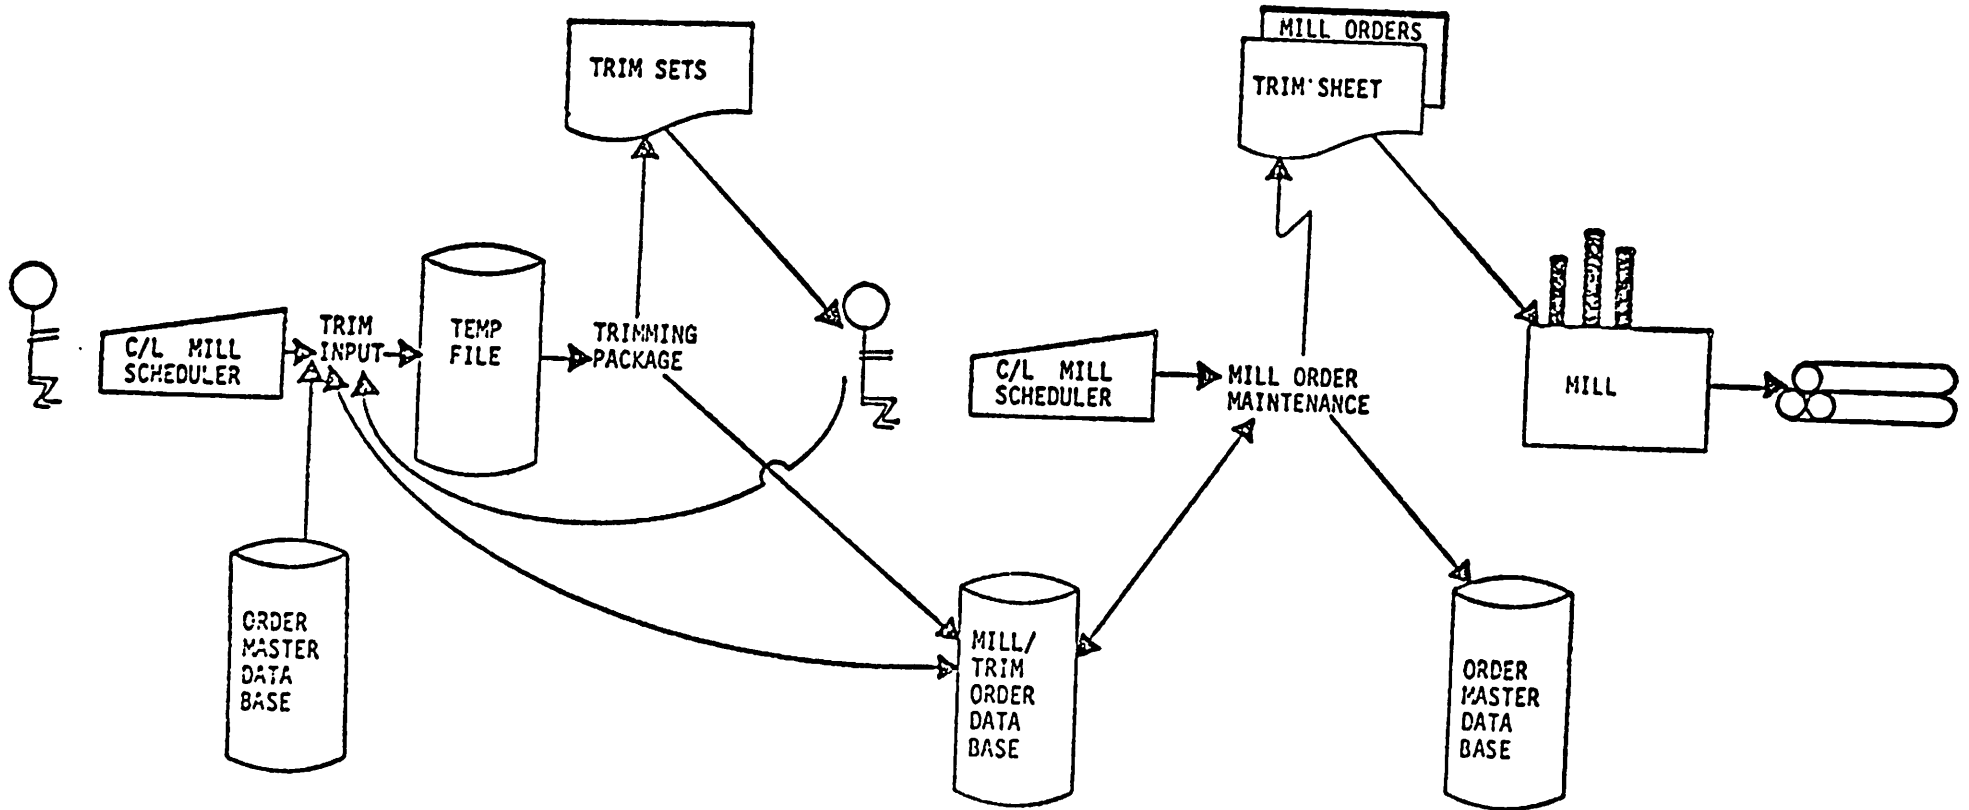 TRIM SETS
MILL ORDERS
TRIM SHEET
C/L MILL
SCHEDULER
TRIM
INPUT
TEMP
FILE
TRIMMING
PACKAGE
C/L MILL
SCHEDULER
MILL ORDER
MAINTENANCE
MILL
ORDER
MASTER
DATA
BASE
MILL/
TRIM
ORDER
DATA
BASE
ORDER
MASTER
DATA
BASE